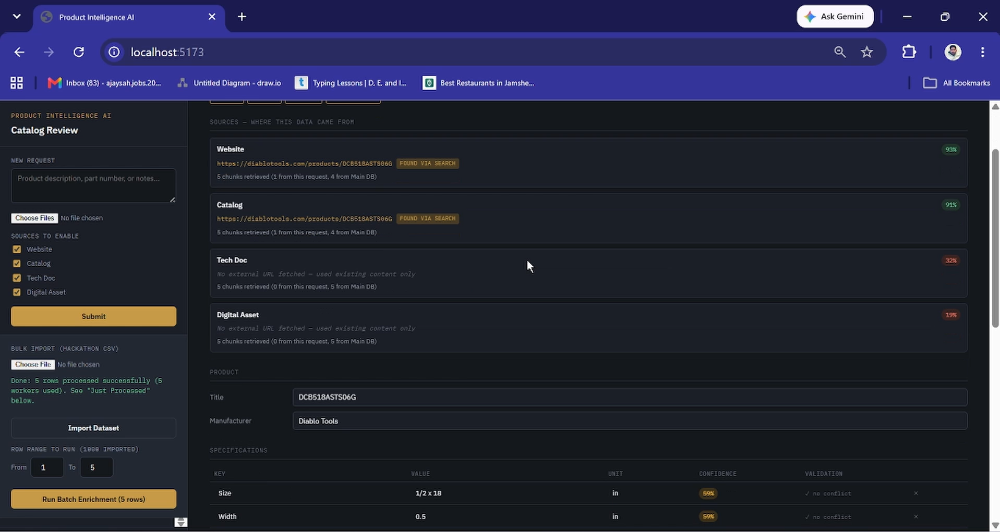 Product Intelligence AI
Ask Gemini
localhost:5173
Inbox (83) - ajaysah.jobs.20...
Untitled Diagram - draw.io
Typing Lessons | D. E. and I...
Best Restaurants in Jamshe...
All Bookmarks
PRODUCT INTELLIGENCE AI
Catalog Review
NEW REQUEST
Product description, part number, or notes...
Choose Files No file chosen
SOURCES TO ENABLE
Website
Catalog
Tech Doc
Digital Asset
Submit
BULK IMPORT (HACKATHON CSV)
Choose File No file chosen
Done: 5 rows processed successfully (5
workers used). See "Just Processed"
below.
Import Dataset
ROW RANGE TO RUN (1000 IMPORTED)
From 1 To 5
Run Batch Enrichment (5 rows)
SOURCES — WHERE THIS DATA CAME FROM
Website 93%
https://diablotools.com/products/DCB518ASTS06G FOUND VIA SEARCH
5 chunks retrieved (1 from this request, 4 from Main DB)
Catalog 91%
https://diablotools.com/products/DCB518ASTS06G FOUND VIA SEARCH
5 chunks retrieved (1 from this request, 4 from Main DB)
Tech Doc 32%
No external URL fetched — used existing content only
5 chunks retrieved (0 from this request, 5 from Main DB)
Digital Asset 19%
No external URL fetched — used existing content only
5 chunks retrieved (0 from this request, 5 from Main DB)
PRODUCT
Title DCB518ASTS06G
Manufacturer Diablo Tools
SPECIFICATIONS
KEY VALUE UNIT CONFIDENCE VALIDATION
Size 1/2 x 18 in 59% ✓ no conflict ×
Width 0.5 in 59% ✓ no conflict ×